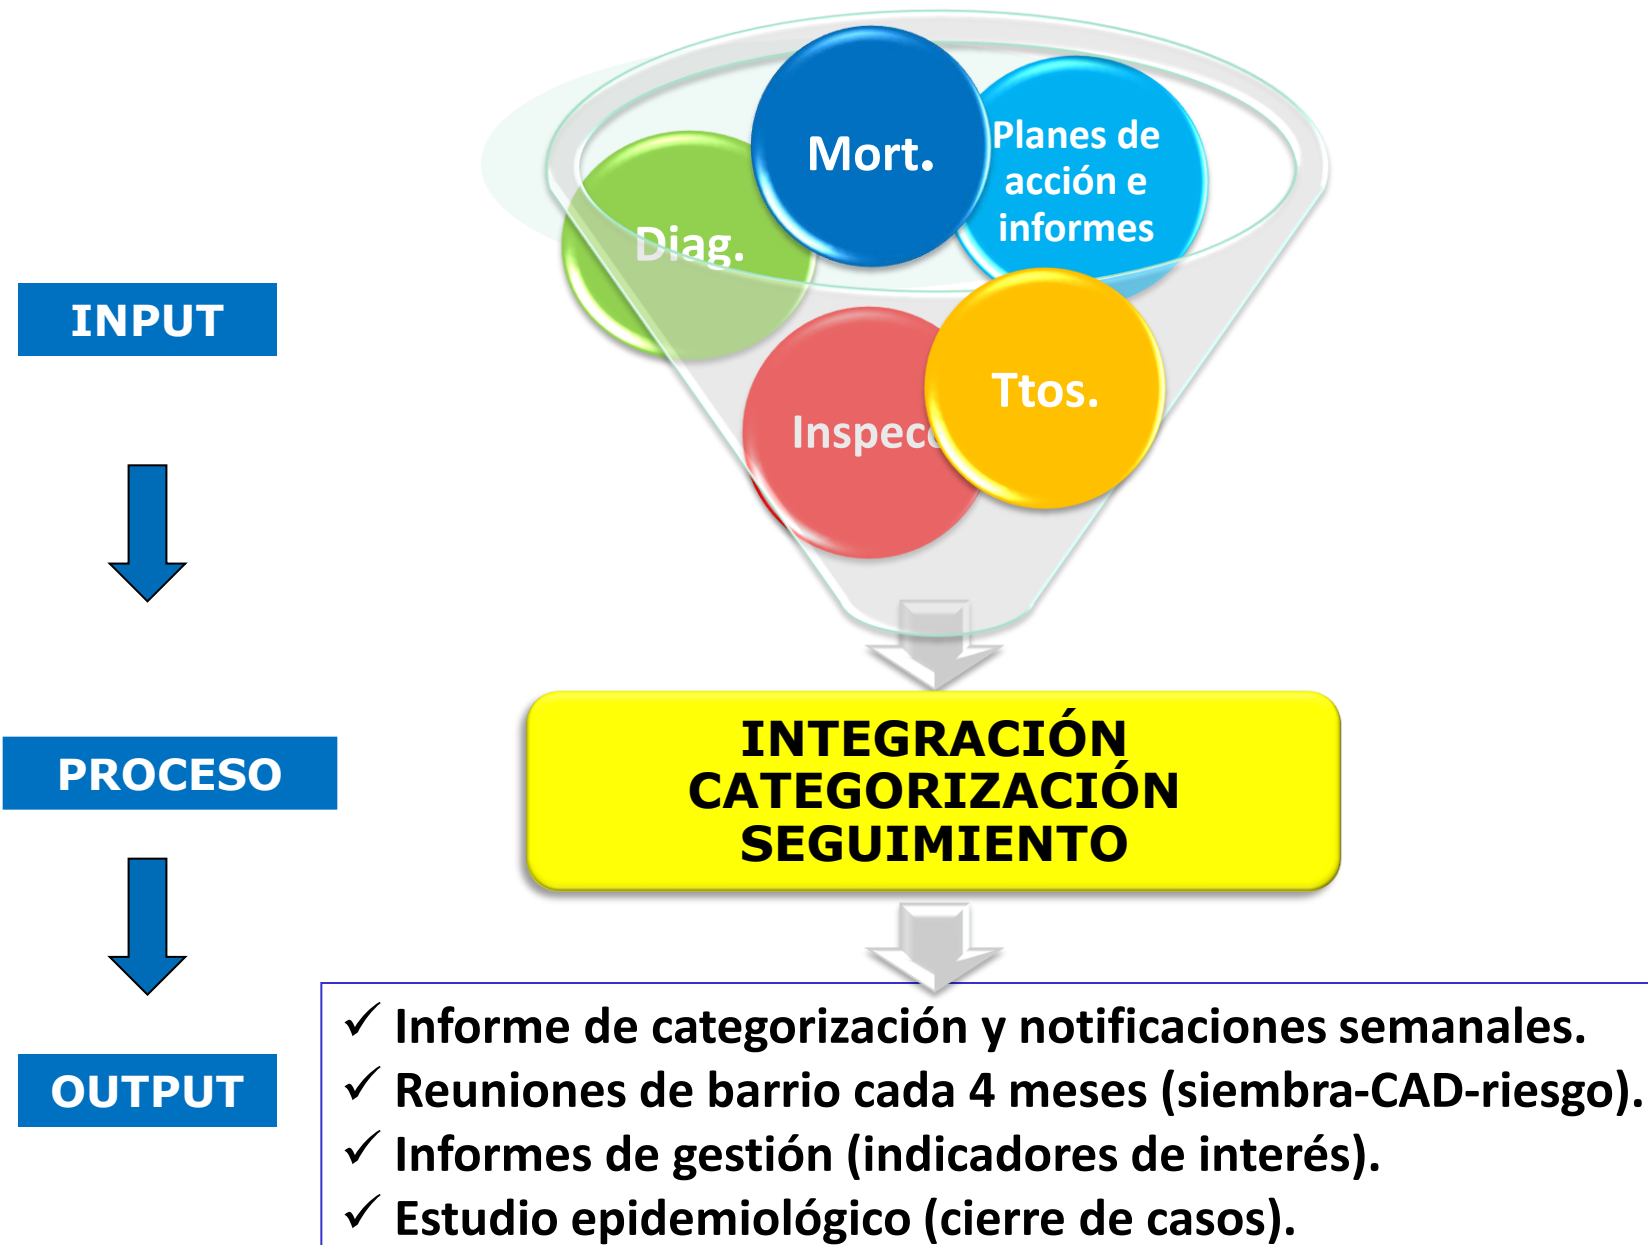 Mort.
Planes de
acción e
informes
Diag.
INPUT
Ttos.
Inspecc
INTEGRACIÓN
PROCESO
CATEGORIZACIÓN
SEGUIMIENTO
✓ Informe de categorización y notificaciones semanales.
✓ Reuniones de barrio cada 4 meses (siembra-CAD-riesgo).
OUTPUT
✓ Informes de gestión (indicadores de interés).
✓ Estudio epidemiológico (cierre de casos).